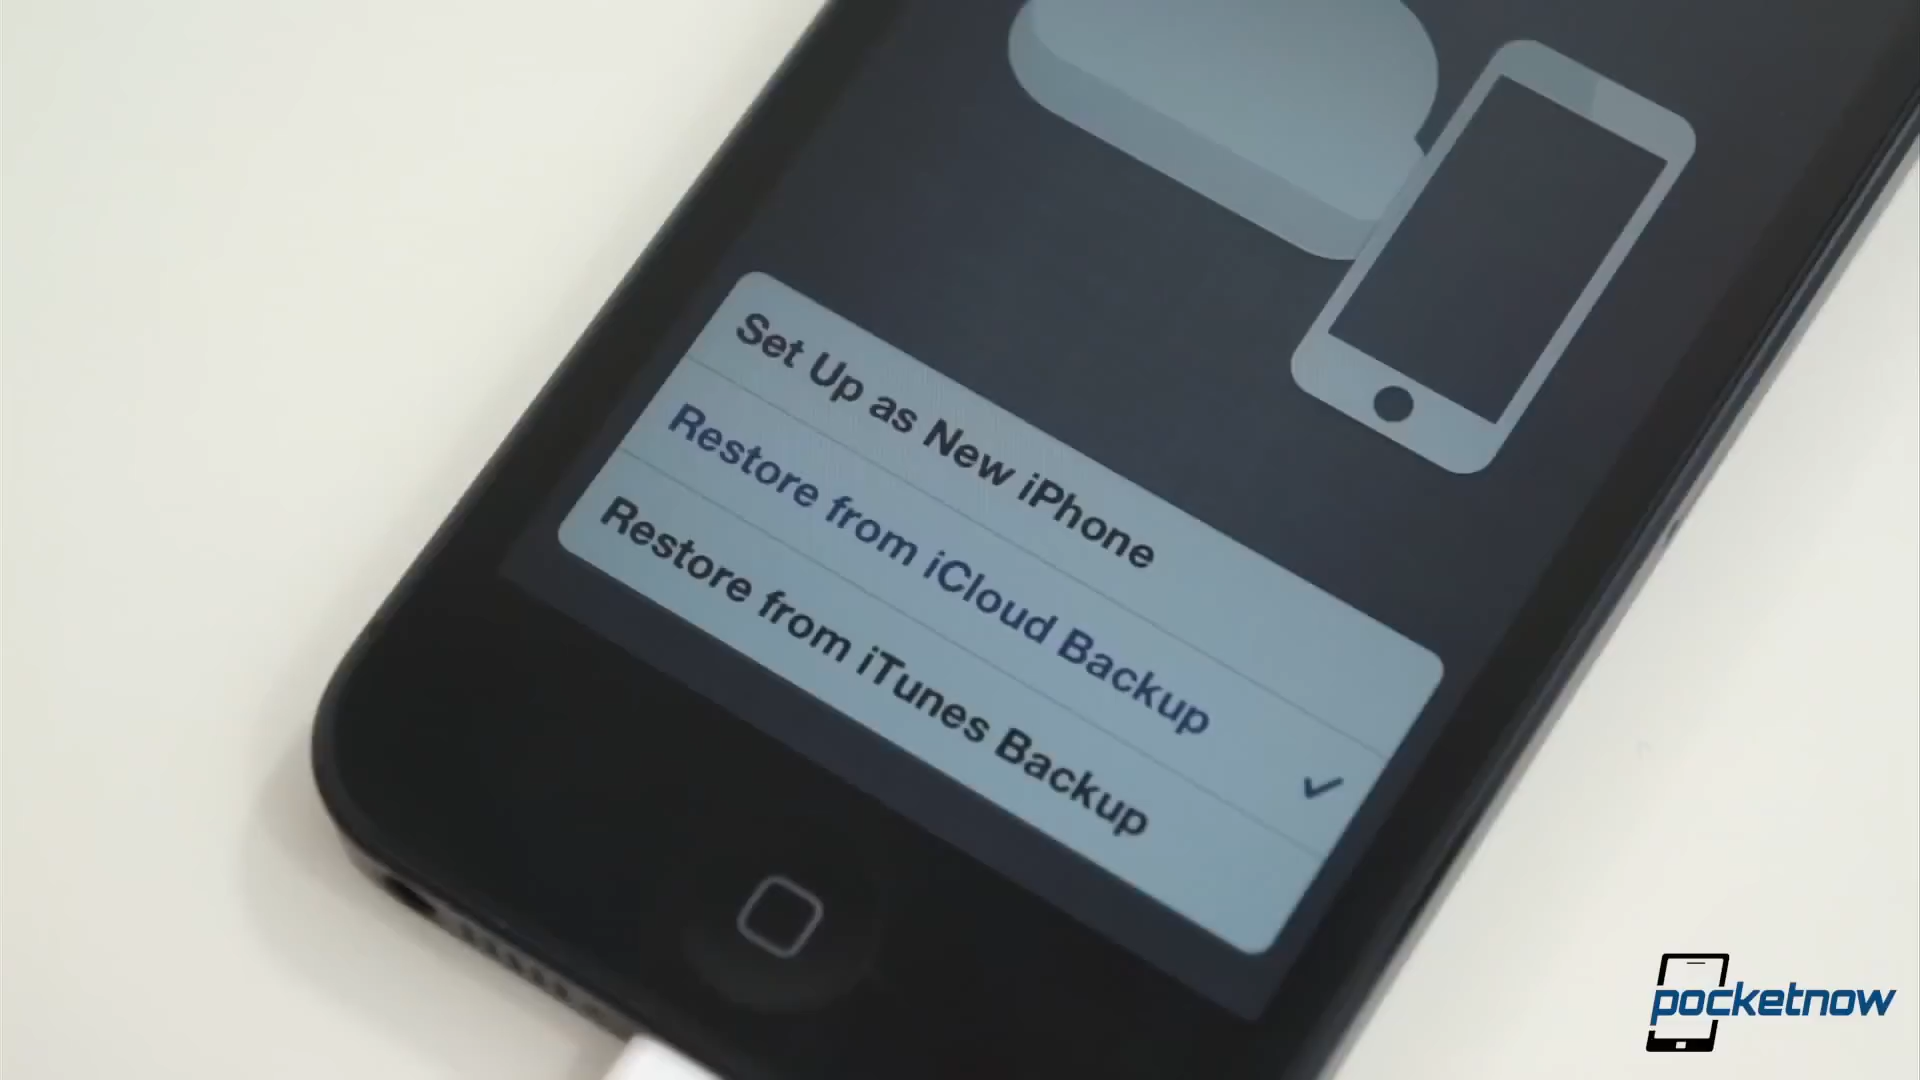 Set Up as New iPhone
Restore from iCloud Backup
Restore from iTunes Backup
pocketnow